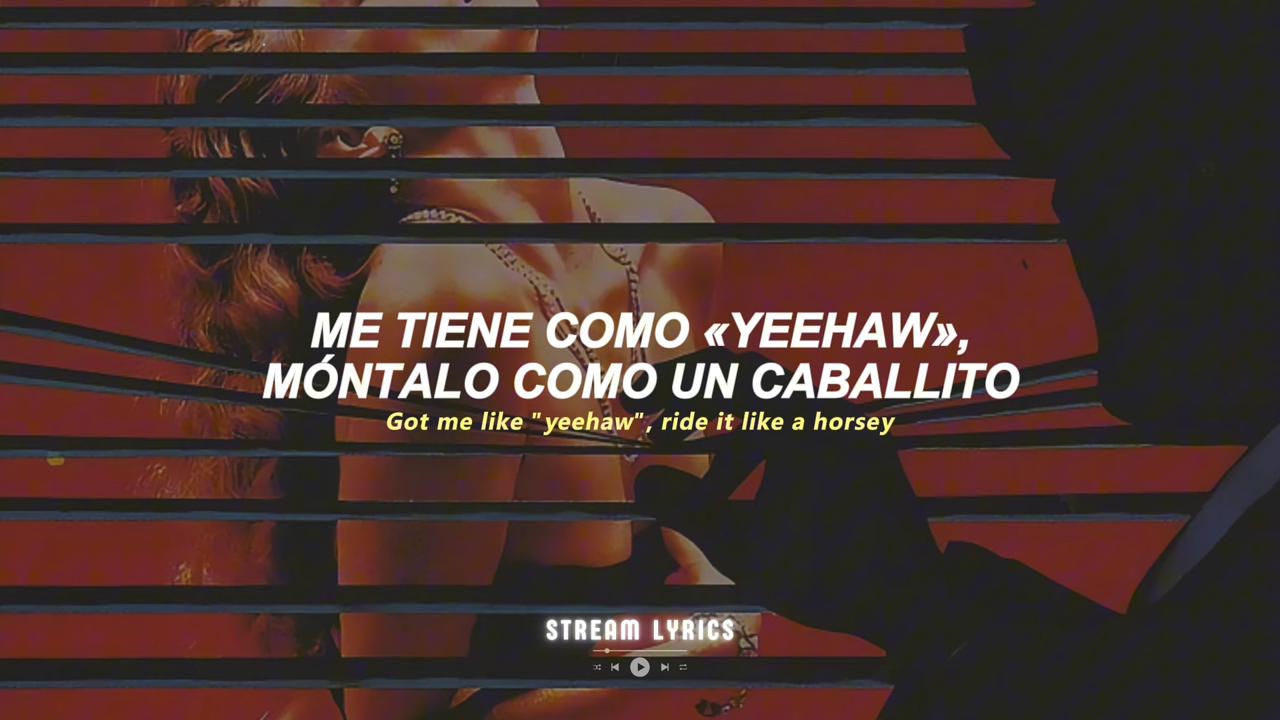 ME TIENE COMO «YEEHAW»,
MÓNTALO COMO UN CABALLITO
Got me like "yeehaw", ride it like a horsey
STREAM LYRICS